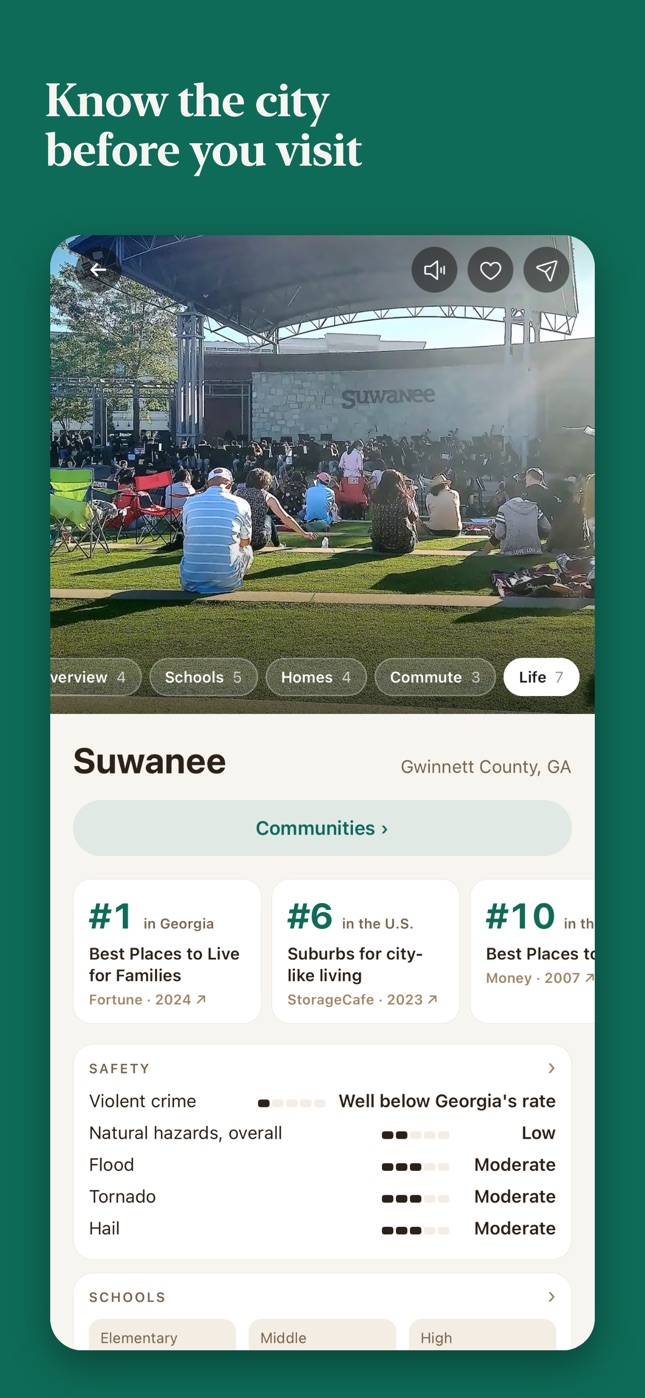 Know the city
before you visit
Suwanee
verview 4
Schools 5
Homes 4
Commute 3
Life 7
Suwanee
Gwinnett County, GA
Communities ›
#1 in Georgia
Best Places to Live
for Families
Fortune · 2024 ↗
#6 in the U.S.
Suburbs for city-
like living
StorageCafe · 2023 ↗
#10 in th
Best Places to
Money · 2007 ↗
SAFETY ›
Violent crime Well below Georgia's rate
Natural hazards, overall Low
Flood Moderate
Tornado Moderate
Hail Moderate
SCHOOLS ›
Elementary
Middle
High